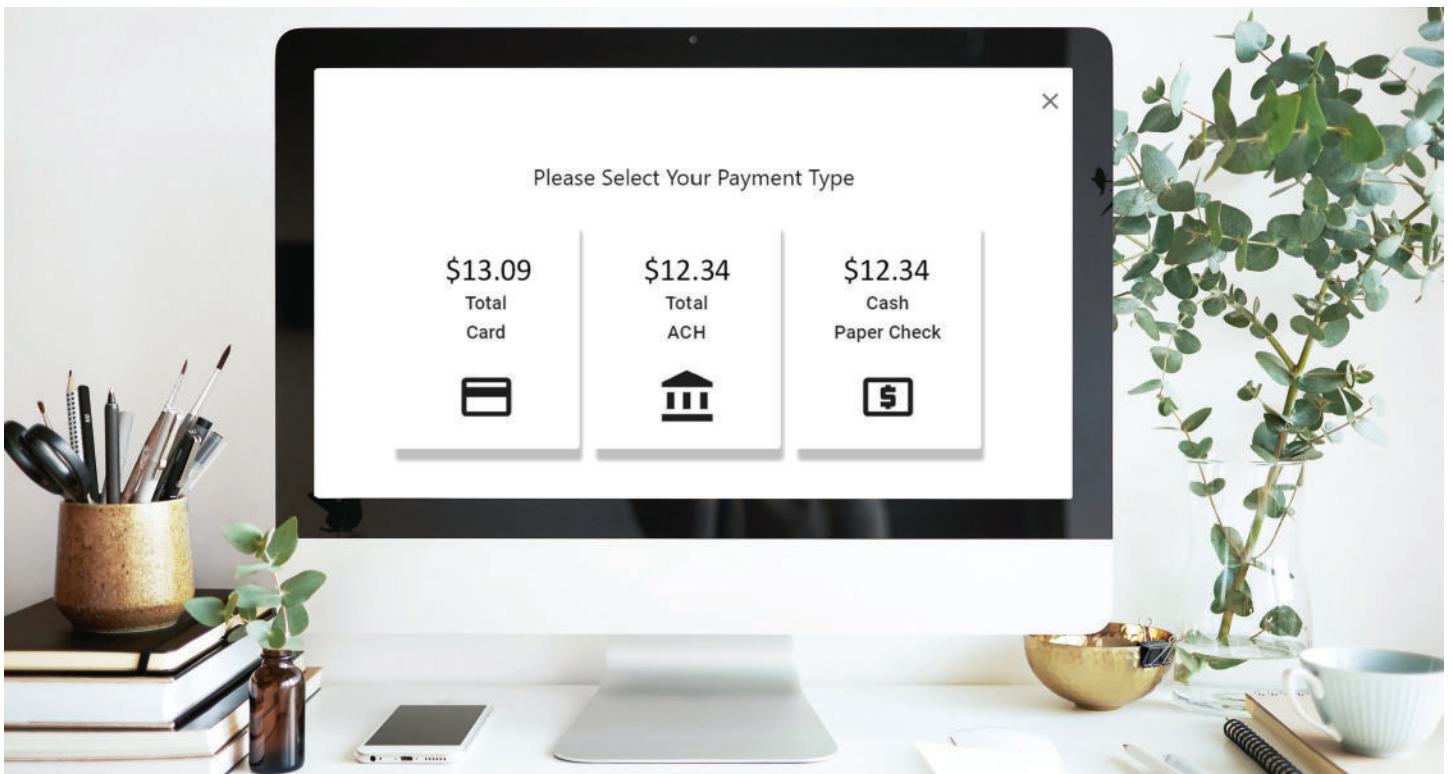 Please Select Your Payment Type
$13.09
Total
Card
$12.34
Total
ACH
$12.34
Cash
Paper Check